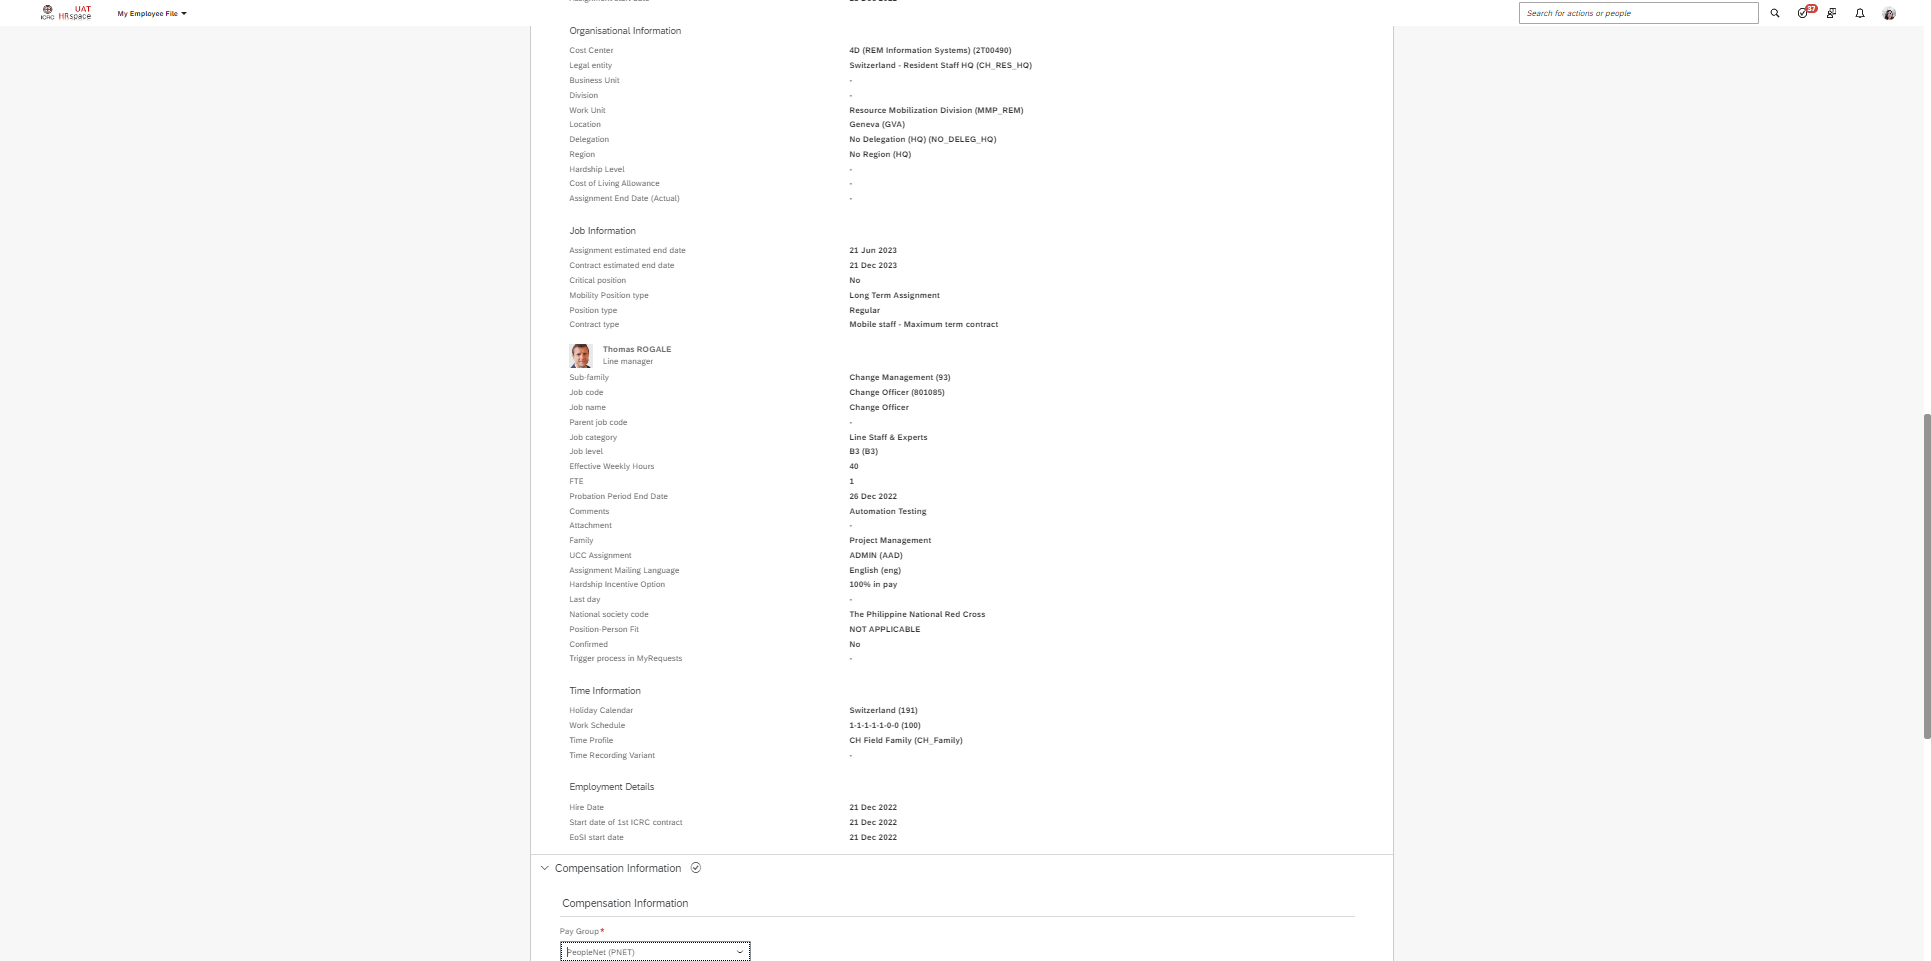 ICRC
UAT
HRspace
My Employee File
Search for actions or people
37
Organisational Information
Cost Center 4D (REM Information Systems) (2T00490)
Legal entity Switzerland - Resident Staff HQ (CH_RES_HQ)
Business Unit -
Division -
Work Unit Resource Mobilization Division (MMP_REM)
Location Geneva (GVA)
Delegation No Delegation (HQ) (NO_DELEG_HQ)
Region No Region (HQ)
Hardship Level -
Cost of Living Allowance -
Assignment End Date (Actual) -
Job Information
Assignment estimated end date 21 Jun 2023
Contract estimated end date 21 Dec 2023
Critical position No
Mobility Position type Long Term Assignment
Position type Regular
Contract type Mobile staff - Maximum term contract
Thomas ROGALE
Line manager
Sub-family Change Management (93)
Job code Change Officer (801085)
Job name Change Officer
Parent job code -
Job category Line Staff & Experts
Job level B3 (B3)
Effective Weekly Hours 40
FTE 1
Probation Period End Date 26 Dec 2022
Comments Automation Testing
Attachment -
Family Project Management
UCC Assignment ADMIN (AAD)
Assignment Mailing Language English (eng)
Hardship Incentive Option 100% in pay
Last day -
National society code The Philippine National Red Cross
Position-Person Fit NOT APPLICABLE
Confirmed No
Trigger process in MyRequests -
Time Information
Holiday Calendar Switzerland (191)
Work Schedule 1-1-1-1-1-0-0 (100)
Time Profile CH Field Family (CH_Family)
Time Recording Variant -
Employment Details
Hire Date 21 Dec 2022
Start date of 1st ICRC contract 21 Dec 2022
EoSI start date 21 Dec 2022
Compensation Information
Compensation Information
Pay Group*
PeopleNet (PNET)